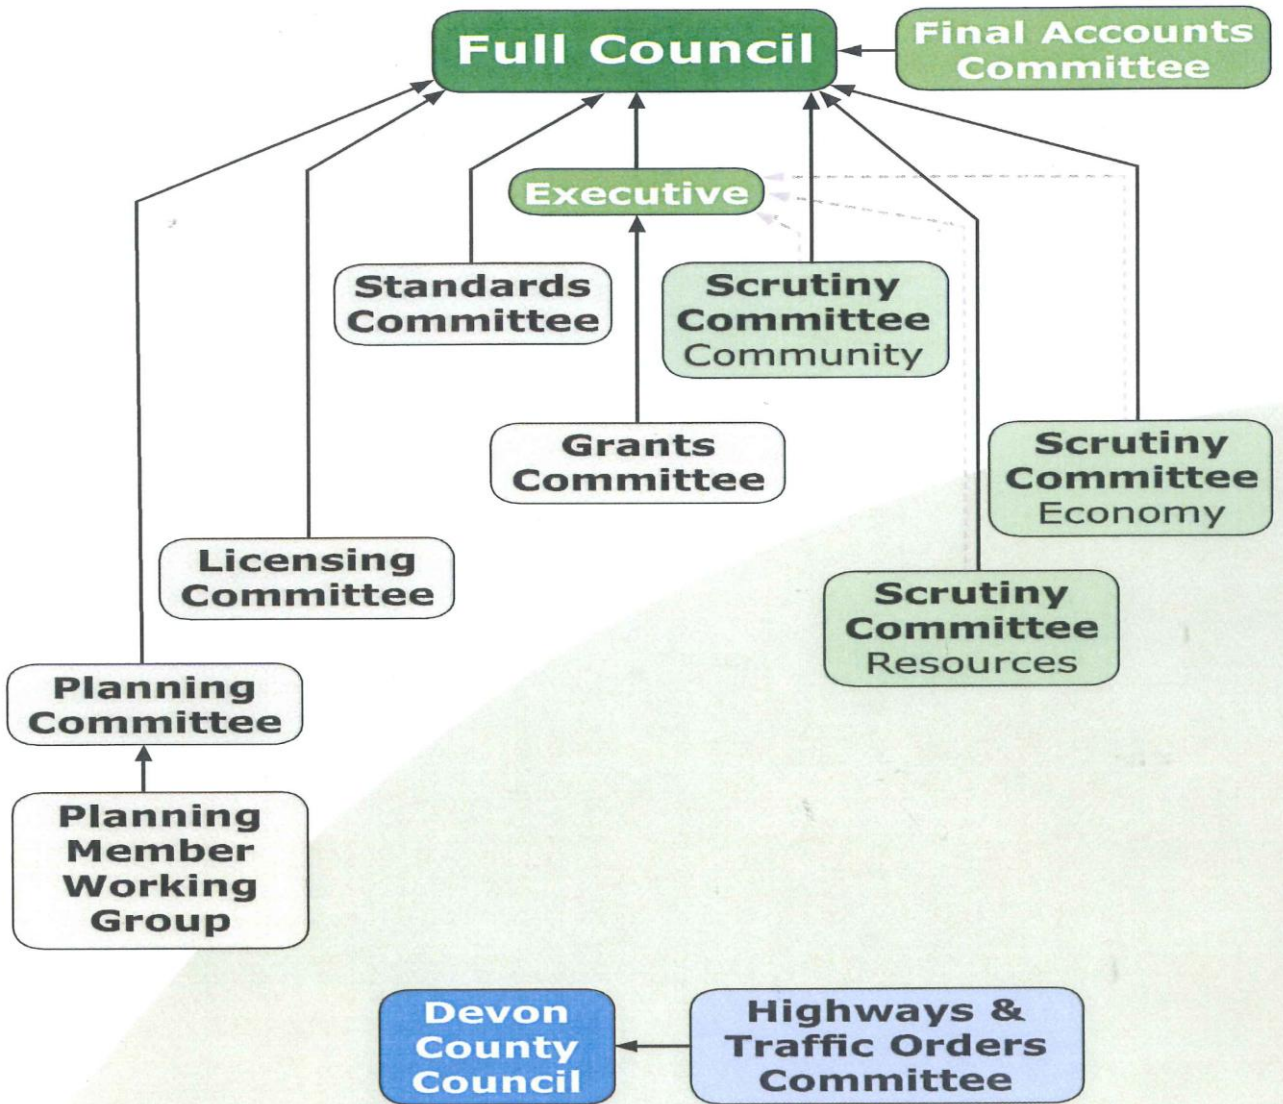 Full Council
Final Accounts
Committee
Executive
Standards
Committee
Scrutiny
Committee
Community
Grants
Committee
Scrutiny
Committee
Economy
Licensing
Committee
Scrutiny
Committee
Resources
Planning
Committee
Planning
Member
Working
Group
Devon
County
Council
Highways &
Traffic Orders
Committee